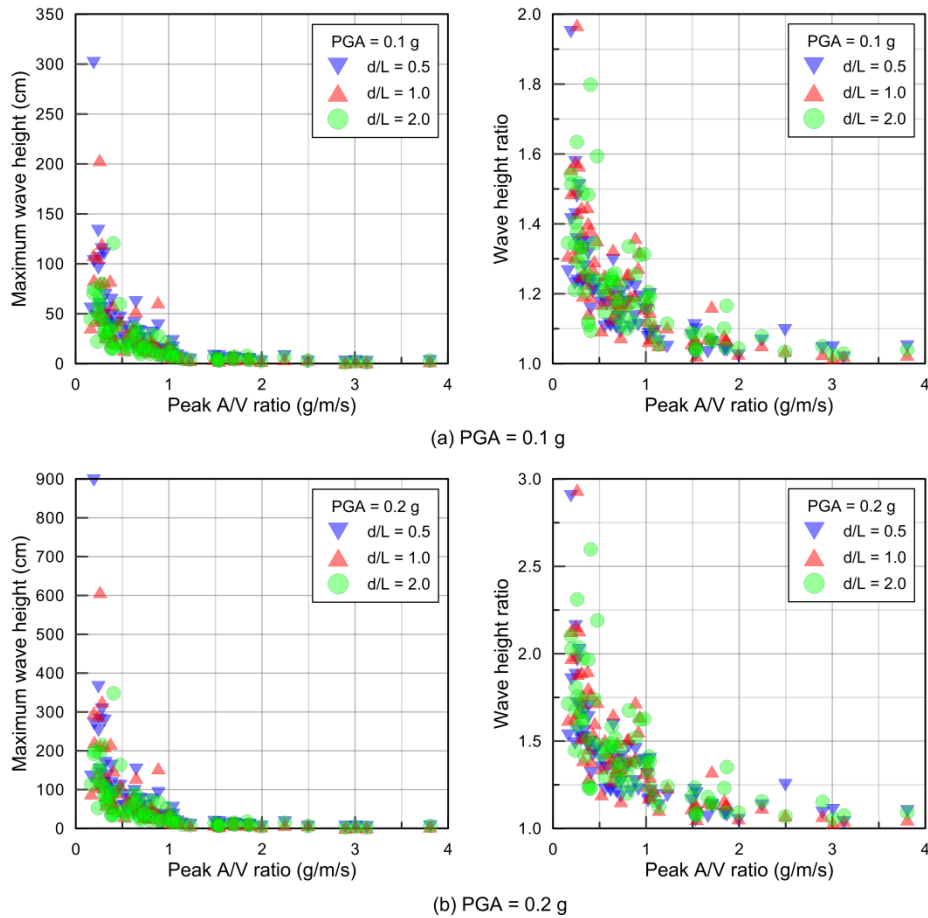 350
300
250
200
150
100
50
0
Maximum wave height (cm)
PGA = 0.1 g
d/L = 0.5
d/L = 1.0
d/L = 2.0
0 1 2 3 4
Peak A/V ratio (g/m/s)
2.0
1.8
1.6
1.4
1.2
1.0
Wave height ratio
PGA = 0.1 g
d/L = 0.5
d/L = 1.0
d/L = 2.0
0 1 2 3 4
Peak A/V ratio (g/m/s)
(a) PGA = 0.1 g
900
800
700
600
500
400
300
200
100
0
Maximum wave height (cm)
PGA = 0.2 g
d/L = 0.5
d/L = 1.0
d/L = 2.0
0 1 2 3 4
Peak A/V ratio (g/m/s)
3.0
2.5
2.0
1.5
1.0
Wave height ratio
PGA = 0.2 g
d/L = 0.5
d/L = 1.0
d/L = 2.0
0 1 2 3 4
Peak A/V ratio (g/m/s)
(b) PGA = 0.2 g